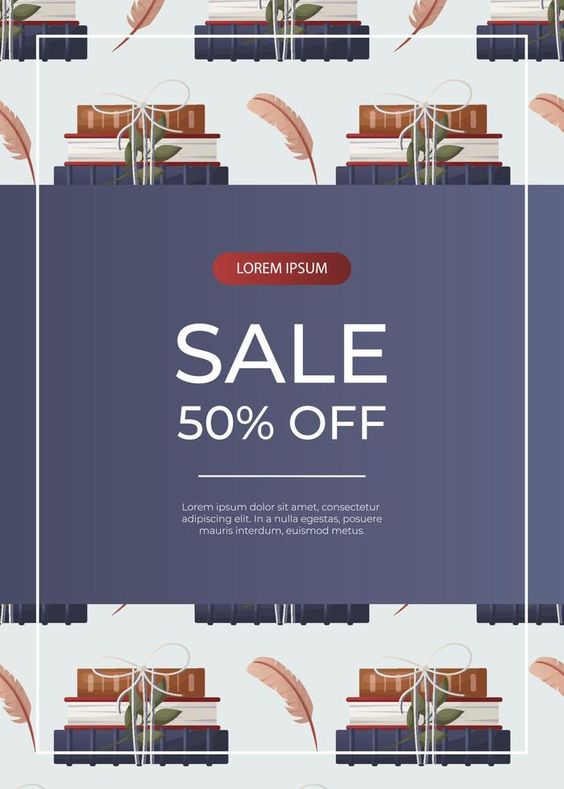 LOREM IPSUM
SALE
50% OFF
Lorem ipsum dolor sit amet, consectetur
adipiscing elit. In a nulla egestas, posuere
mauris interdum, euismod metus.